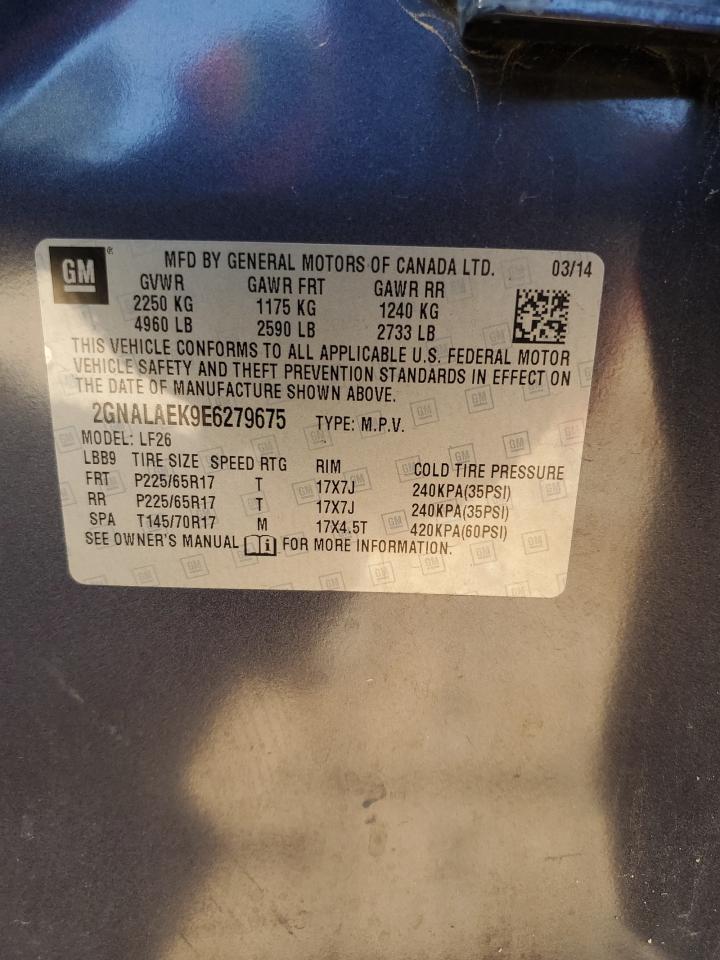 GM ® MFD BY GENERAL MOTORS OF CANADA LTD. 03/14
GVWR GAWR FRT GAWR RR
2250 KG 1175 KG 1240 KG
4960 LB 2590 LB 2733 LB
THIS VEHICLE CONFORMS TO ALL APPLICABLE U.S. FEDERAL MOTOR
VEHICLE SAFETY AND THEFT PREVENTION STANDARDS IN EFFECT ON
THE DATE OF MANUFACTURE SHOWN ABOVE.
2GNALAEK9E6279675 TYPE: M.P.V.
MODEL: LF26
LBB9 TIRE SIZE SPEED RTG RIM COLD TIRE PRESSURE
FRT P225/65R17 T 17X7J 240KPA(35PSI)
RR P225/65R17 T 17X7J 240KPA(35PSI)
SPA T145/70R17 M 17X4.5T 420KPA(60PSI)
SEE OWNER'S MANUAL FOR MORE INFORMATION.